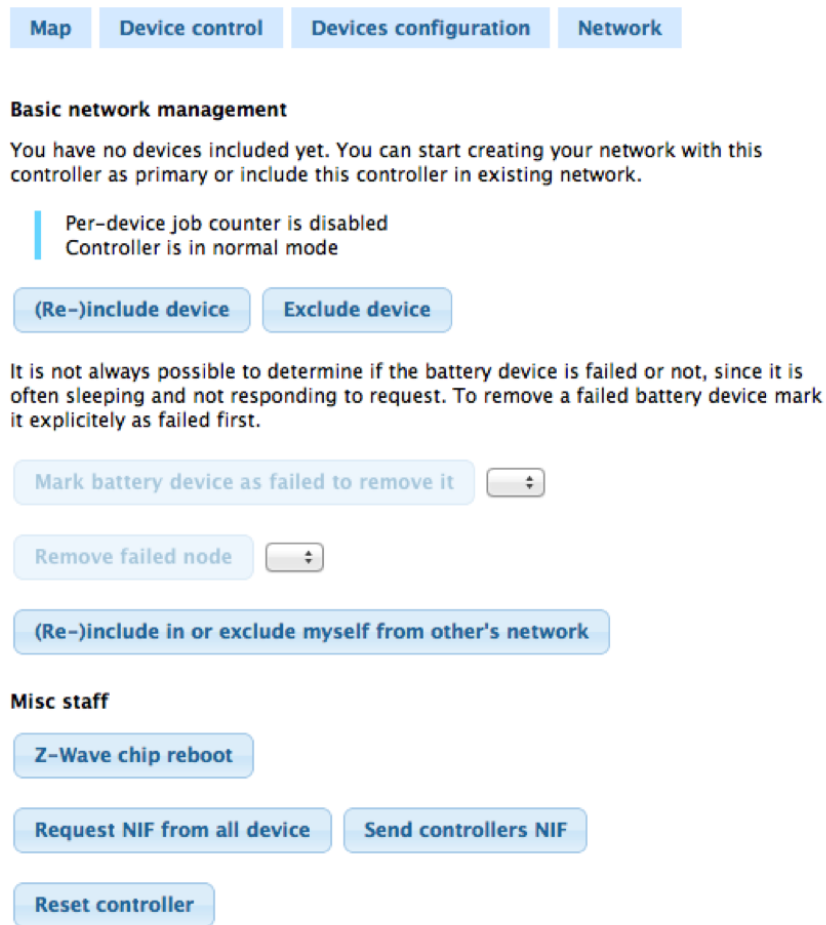 Map Device control Devices configuration Network
Basic network management
You have no devices included yet. You can start creating your network with this
controller as primary or include this controller in existing network.
Per-device job counter is disabled
Controller is in normal mode
(Re-)include device Exclude device
It is not always possible to determine if the battery device is failed or not, since it is
often sleeping and not responding to request. To remove a failed battery device mark
it explicitely as failed first.
Mark battery device as failed to remove it
Remove failed node
(Re-)include in or exclude myself from other's network
Misc staff
Z-Wave chip reboot
Request NIF from all device Send controllers NIF
Reset controller